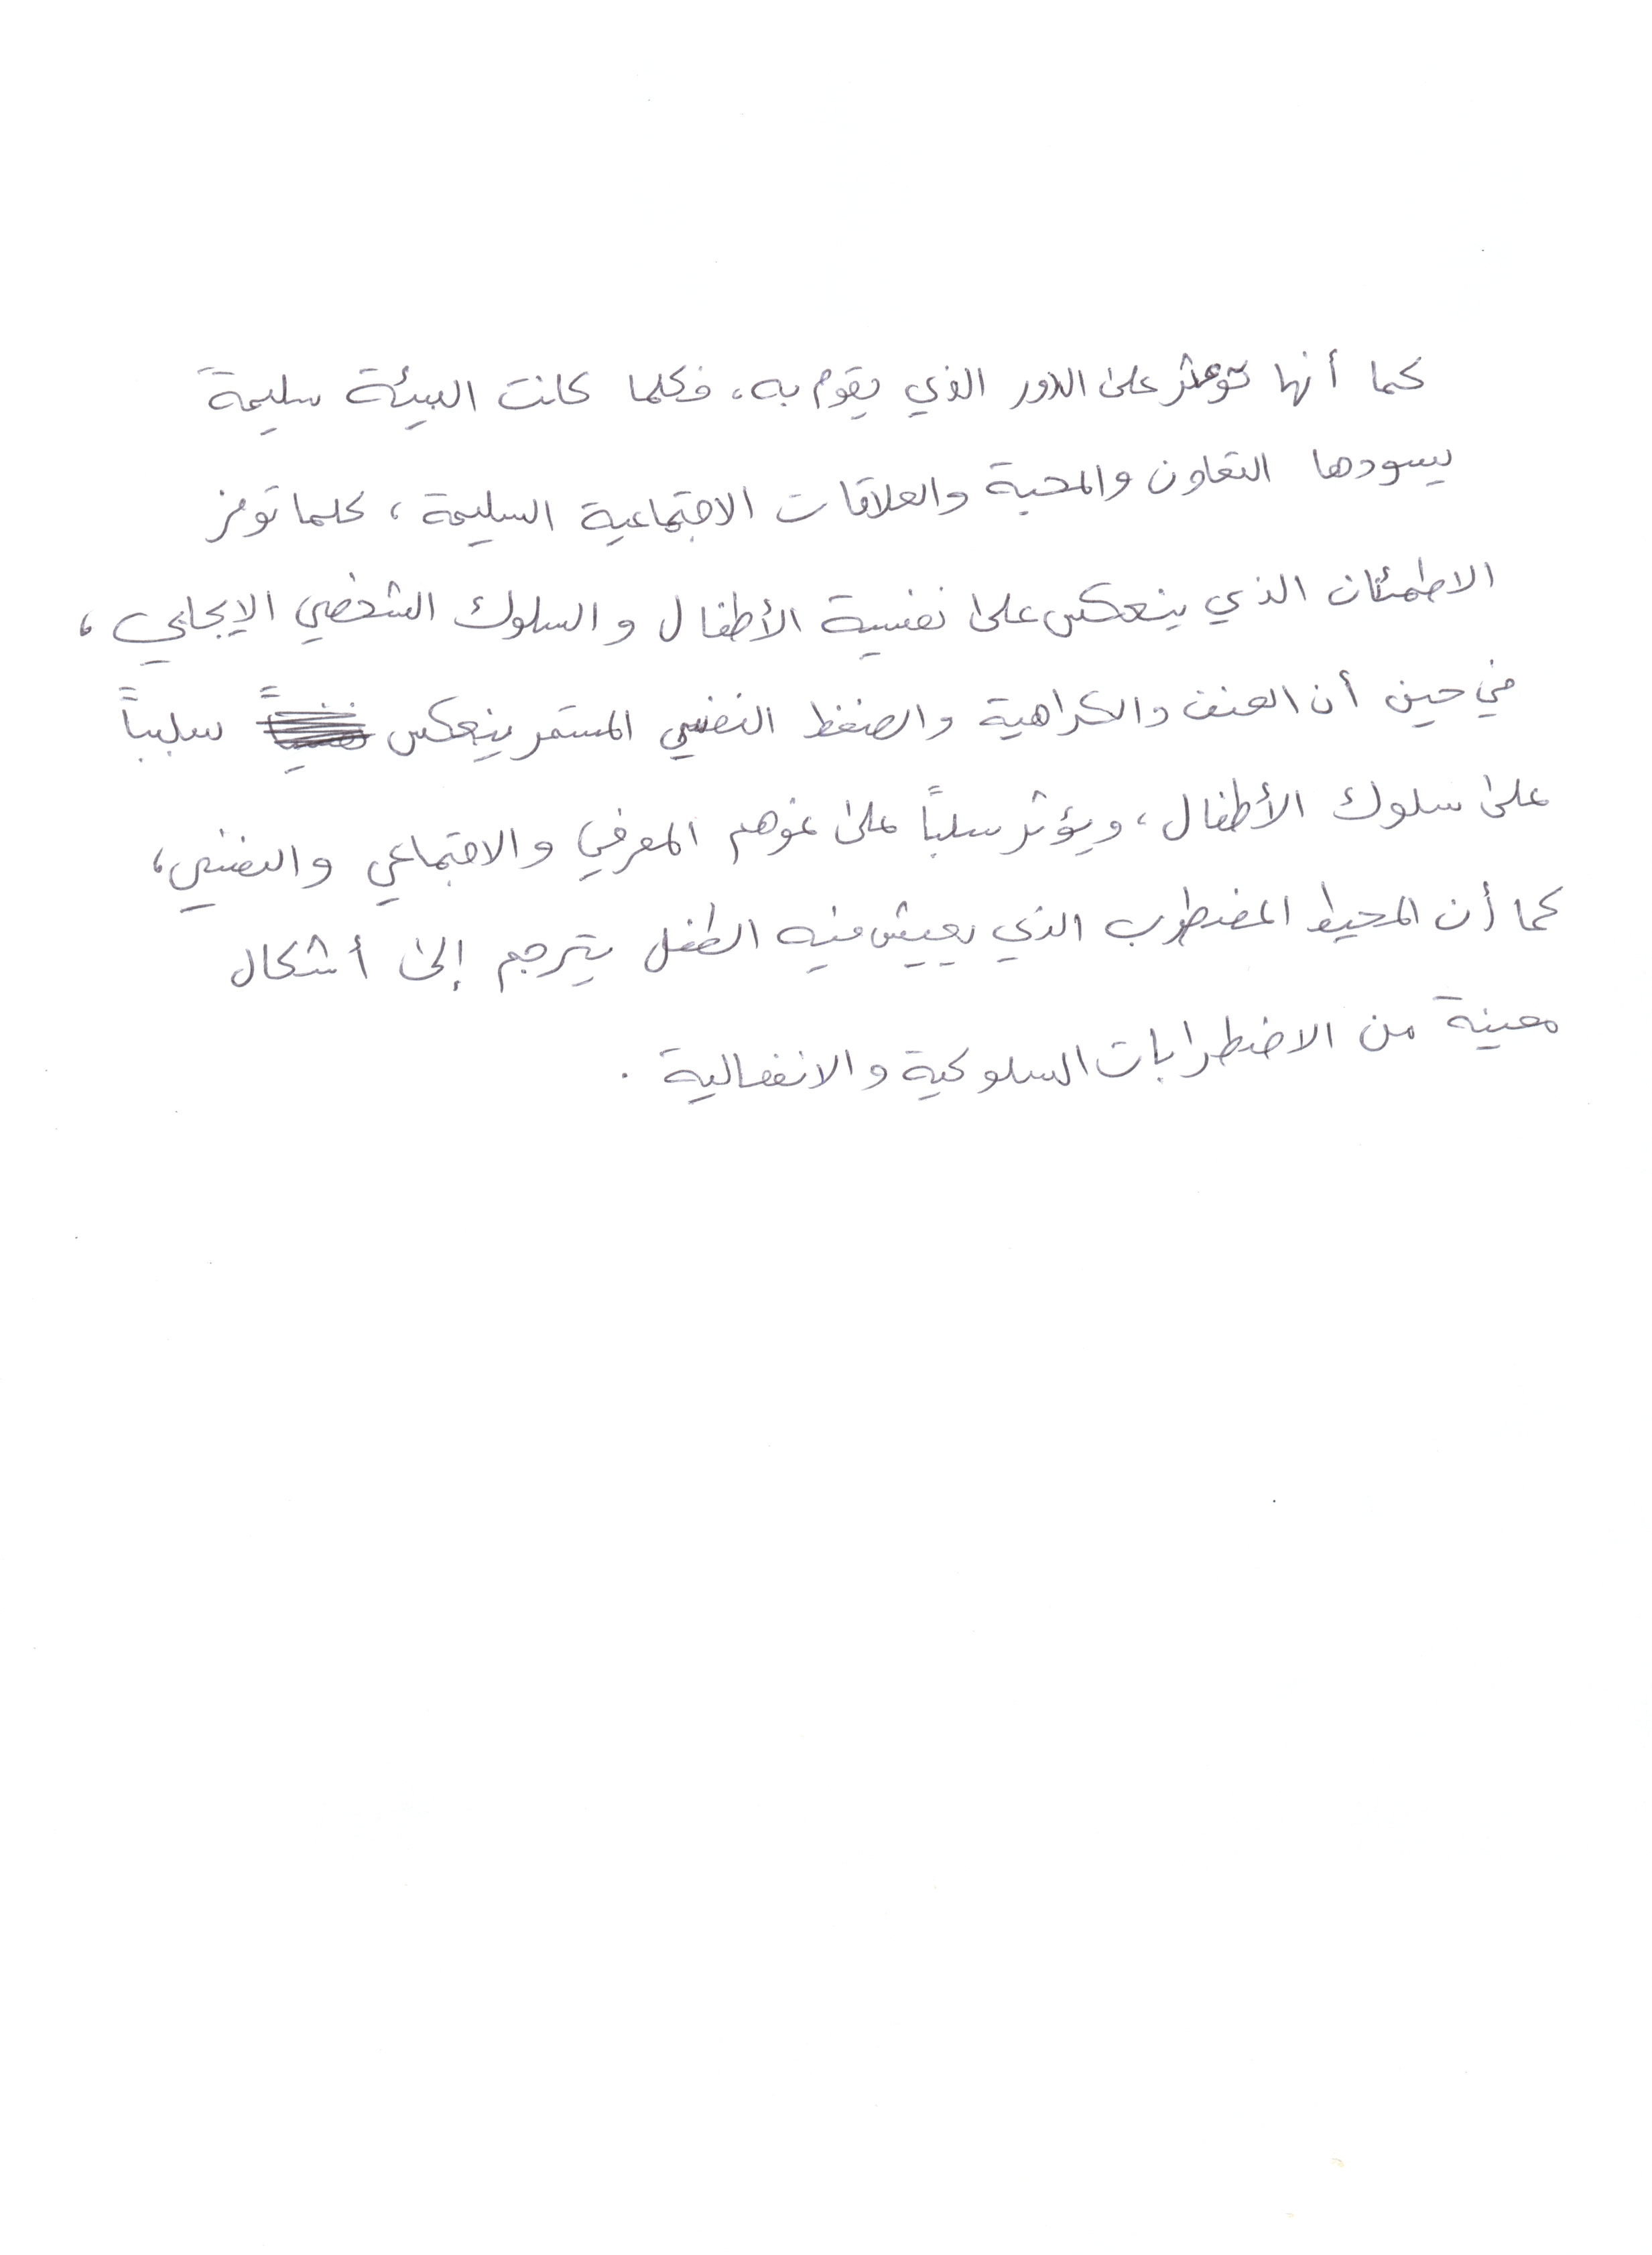 كما أنها تؤثر على الدور الذي يقوم به، فكلما كانت البيئة سليمة
يسودها التعاون والمحبة والعلاقات الاجتماعية السليمة، كلما توفر
الاطمئنان الذي ينعكس على نفسية الأطفال والسلوك الشخصي الإيجابي،
في حين أن العنف والكراهية والضغظ النفسي المستمر ينعكس سلبباً
على سلوك الأطفال، ويؤثر سلباً على نموهم المعرفي والاجتماعي والنفسي،
كما أن المحيط المضطرب الذي يعيش فيه الطفل يترجم إلى أشكال
معينة من الاضطرابات السلوكية والانفعالية .